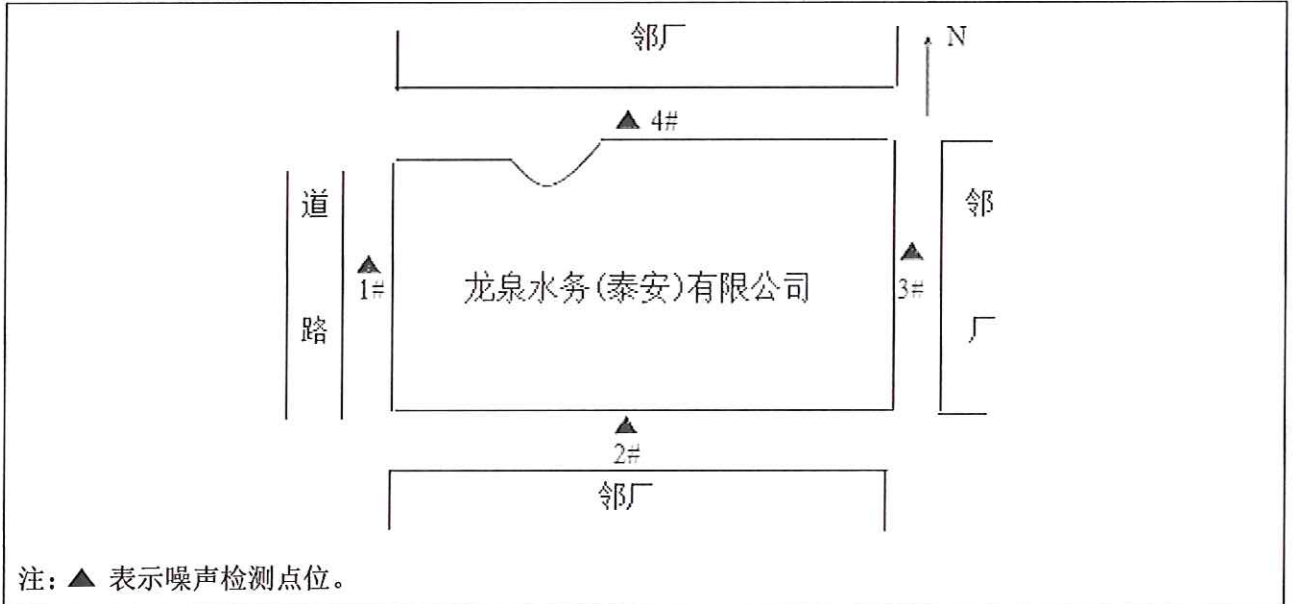 邻厂
N
▲ 4#
道路
邻厂
▲
1#
龙泉水务(泰安)有限公司
▲
3#
▲
2#
邻厂
注: ▲ 表示噪声检测点位。